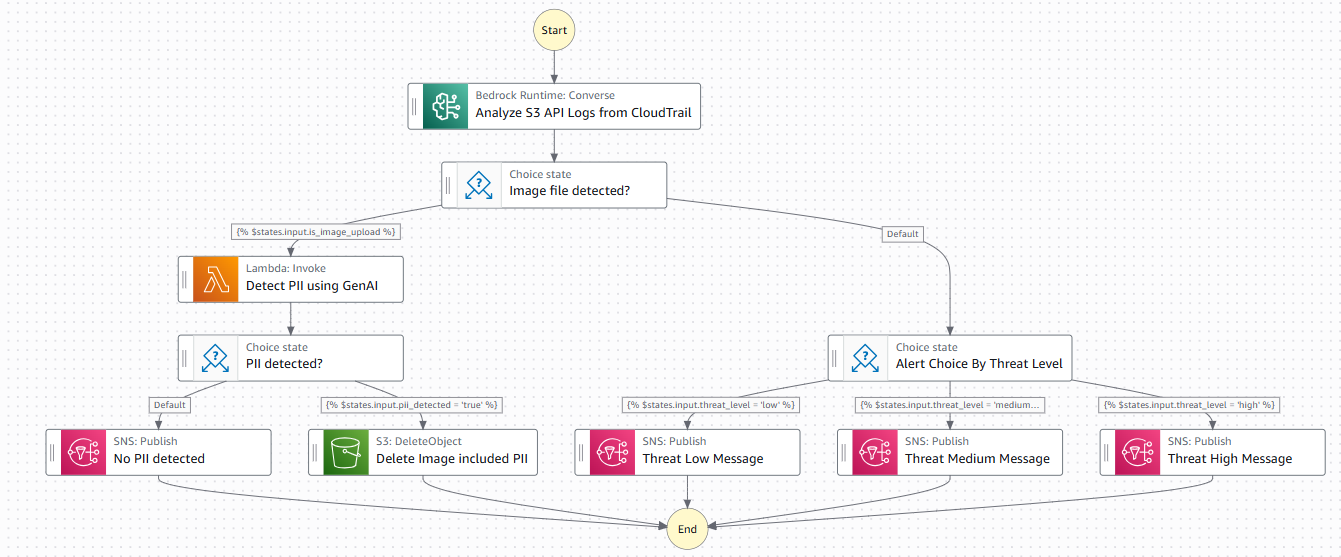 Start
Bedrock Runtime: Converse
Analyze S3 API Logs from CloudTrail
Choice state
Image file detected?
{% $states.input.is_image_upload %}
Default
Lambda: Invoke
Detect PII using GenAI
Choice state
PII detected?
Choice state
Alert Choice By Threat Level
Default
{% $states.input.pii_detected = 'true' %}
{% $states.input.threat_level = 'low' %}
{% $states.input.threat_level = 'medium...
{% $states.input.threat_level = 'high' %}
SNS: Publish
No PII detected
S3: DeleteObject
Delete Image included PII
SNS: Publish
Threat Low Message
SNS: Publish
Threat Medium Message
SNS: Publish
Threat High Message
End